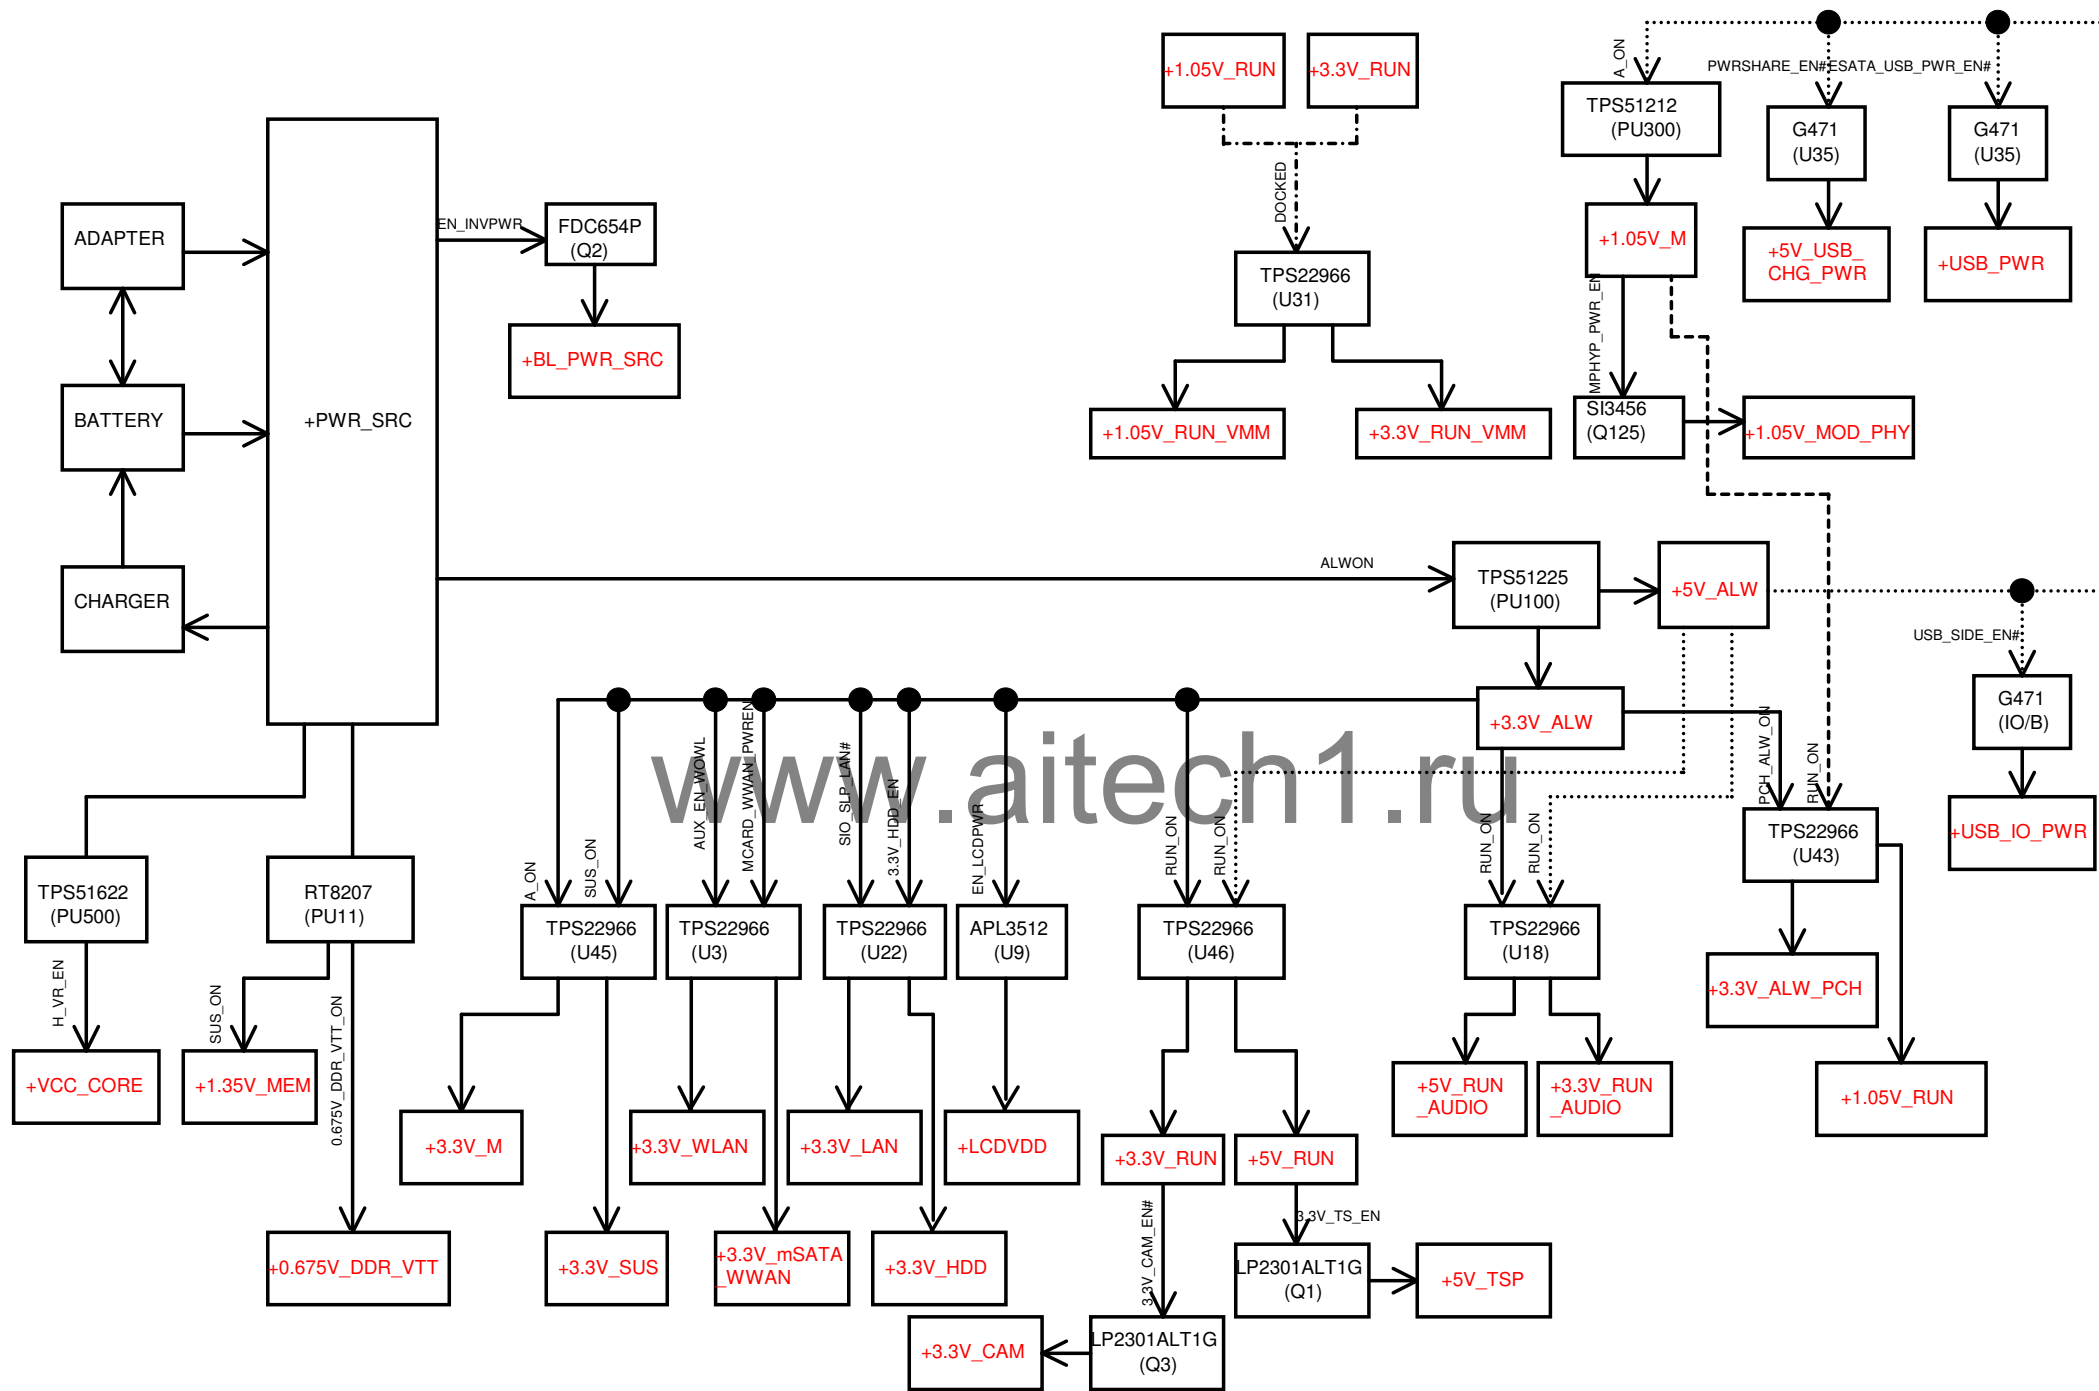 +1.05V_RUN
+3.3V_RUN
A_ON
PWRSHARE_EN#
ESATA_USB_PWR_EN#
TPS51212
(PU300)
G471
(U35)
G471
(U35)
DOCKED
ADAPTER
EN_INVPWR
FDC654P
(Q2)
+1.05V_M
+5V_USB_
CHG_PWR
+USB_PWR
TPS22966
(U31)
MPHYP_PWR_EN
+BL_PWR_SRC
BATTERY
+PWR_SRC
+1.05V_RUN_VMM
+3.3V_RUN_VMM
SI3456
(Q125)
+1.05V_MOD_PHY
ALWON
CHARGER
TPS51225
(PU100)
+5V_ALW
USB_SIDE_EN#
G471
(IO/B)
+3.3V_ALW
www.aitech1.ru
AUX_EN_WOWL
MCARD_WWAN_PWREN
SIO_SLP_LAN#
3.3V_HDD_EN
EN_LCDPWR
A_ON
SUS_ON
RUN_ON
RUN_ON
RUN_ON
RUN_ON
PCH_ALW_ON
RUN_ON
TPS22966
(U43)
+USB_IO_PWR
TPS51622
(PU500)
RT8207
(PU11)
TPS22966
(U45)
TPS22966
(U3)
TPS22966
(U22)
APL3512
(U9)
TPS22966
(U46)
TPS22966
(U18)
H_VR_EN
SUS_ON
0.675V_DDR_VTT_ON
+3.3V_ALW_PCH
+VCC_CORE
+1.35V_MEM
+5V_RUN
_AUDIO
+3.3V_RUN
_AUDIO
+1.05V_RUN
+3.3V_M
+3.3V_WLAN
+3.3V_LAN
+LCDVDD
+3.3V_RUN
+5V_RUN
3.3V_CAM_EN#
3.3V_TS_EN
+0.675V_DDR_VTT
+3.3V_SUS
+3.3V_mSATA
_WWAN
+3.3V_HDD
LP2301ALT1G
(Q1)
+5V_TSP
+3.3V_CAM
LP2301ALT1G
(Q3)